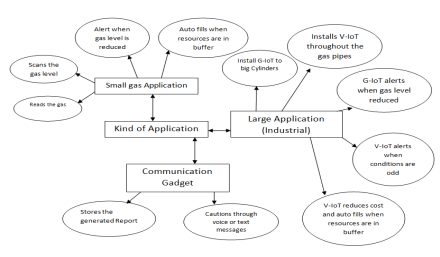 Alert when
gas level is
reduced
Auto fills when
resources are in
buffer
Installs V-IoT
throughout the
gas pipes
Scans the
gas level
Install G-IoT to
big Cylinders
G-IoT alerts
when gas level
reduced
Small gas Application
Reads the gas
Kind of Application
Large Application
(Industrial)
V-IoT alerts
when
conditions are
odd
Communication
Gadget
Stores the
generated Report
Cautions through
voice or text
messages
V-IoT reduces cost
and auto fills when
resources are in
buffer